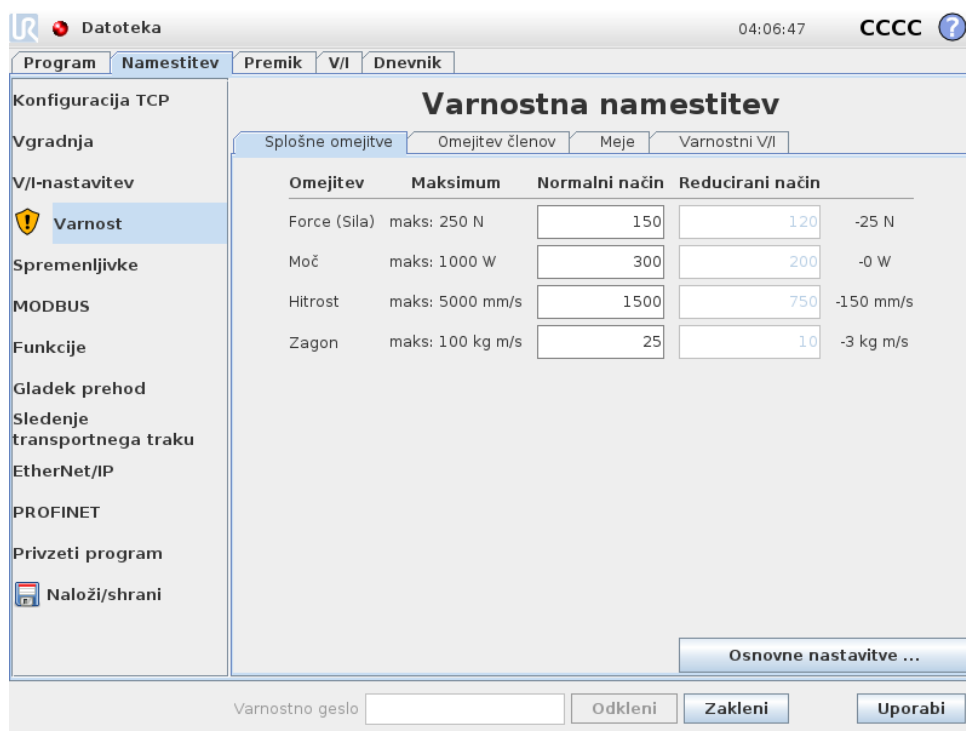 UR Datoteka 04:06:47 CCCC ?
Program Namestitev Premik V/I Dnevnik
Konfiguracija TCP
Vgradnja
V/I-nastavitev
Varnost
Spremenljivke
MODBUS
Funkcije
Gladek prehod
Sledenje
transportnega traku
EtherNet/IP
PROFINET
Privzeti program
Naloži/shrani
Varnostna namestitev
Splošne omejitve Omejitev členov Meje Varnostni V/I
Omejitev Maksimum Normalni način Reducirani način
Force (Sila) maks: 250 N 150 120 -25 N
Moč maks: 1000 W 300 200 -0 W
Hitrost maks: 5000 mm/s 1500 750 -150 mm/s
Zagon maks: 100 kg m/s 25 10 -3 kg m/s
Osnovne nastavitve ...
Varnostno geslo Odkleni Zakleni Uporabi